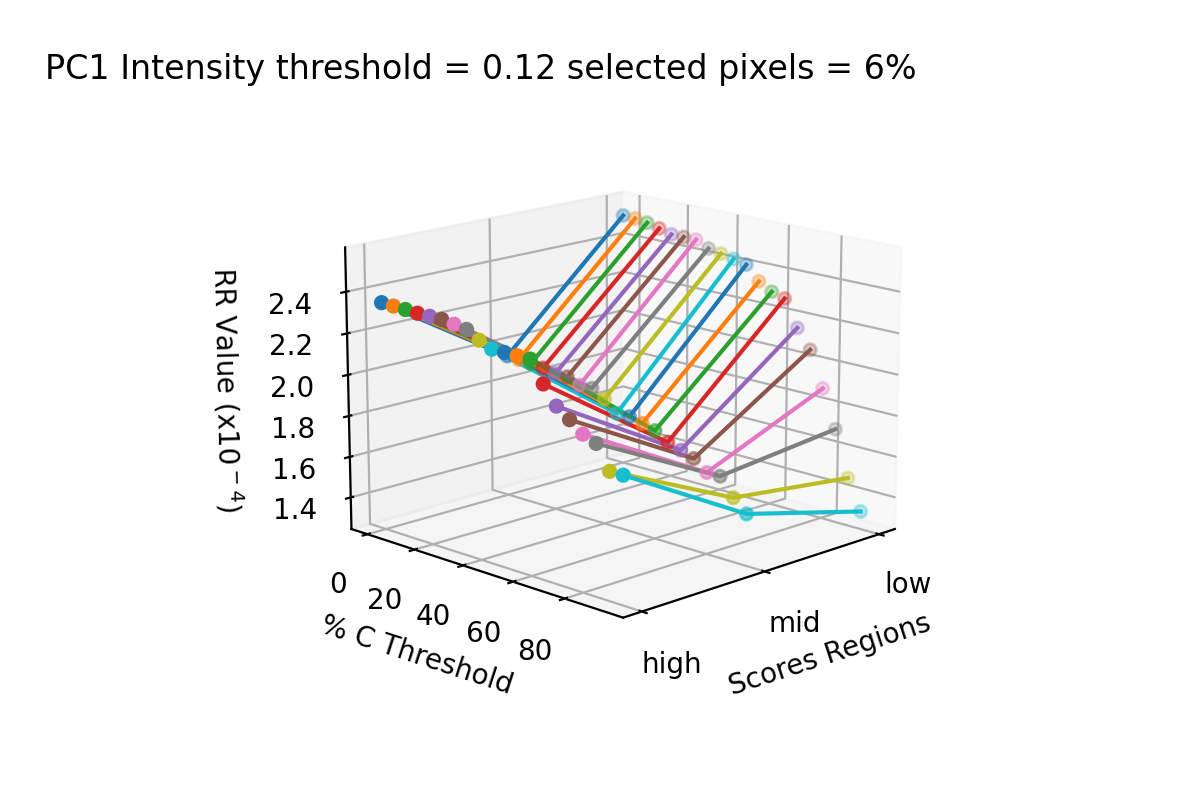 PC1 Intensity threshold = 0.12 selected pixels = 6%
RR Value (x10⁻⁴)
2.4
2.2
2.0
1.8
1.6
1.4
0
20
40
60
80
% C Threshold
high
mid
low
Scores Regions